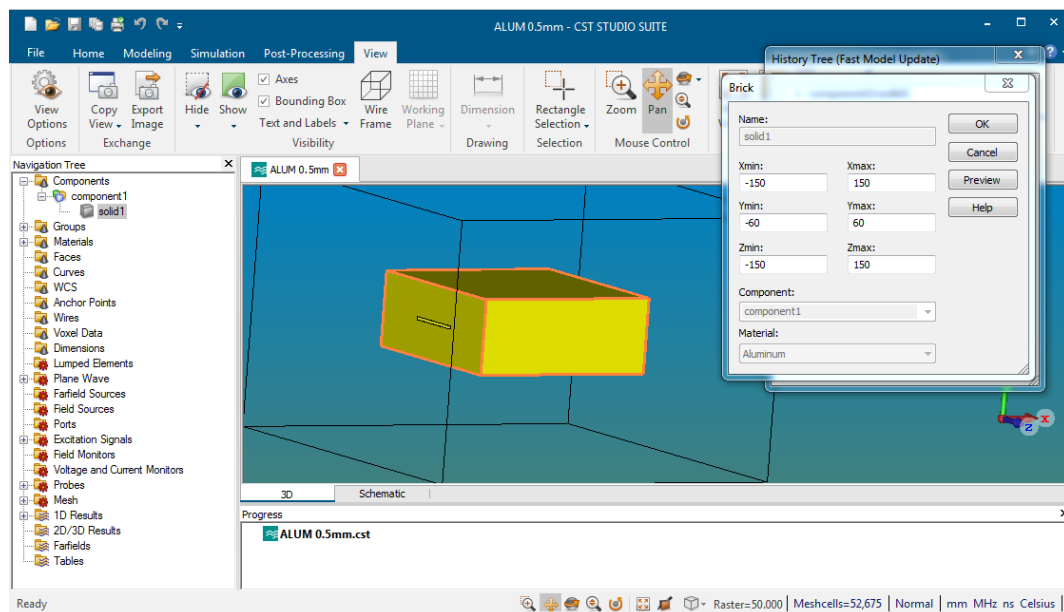 ALUM 0.5mm - CST STUDIO SUITE
File Home Modeling Simulation Post-Processing View
View Options
Options
Copy View
Export Image
Exchange
Hide
Show
Axes
Bounding Box
Text and Labels
Wire Frame
Working Plane
Visibility
Dimension
Drawing
Rectangle Selection
Selection
Zoom
Pan
Mouse Control
Navigation Tree
Components
component1
solid1
Groups
Materials
Faces
Curves
WCS
Anchor Points
Wires
Voxel Data
Dimensions
Lumped Elements
Plane Wave
Farfield Sources
Field Sources
Ports
Excitation Signals
Field Monitors
Voltage and Current Monitors
Probes
Mesh
1D Results
2D/3D Results
Farfields
Tables
ALUM 0.5mm
History Tree (Fast Model Update)
Brick
Name:
solid1
OK
Cancel
Xmin: Xmax:
-150 150
Preview
Ymin: Ymax:
-60 60
Help
Zmin: Zmax:
-150 150
Component:
component1
Material:
Aluminum
x
z
3D Schematic
Progress
ALUM 0.5mm.cst
Ready Raster=50.000 Meshcells=52,675 Normal mm MHz ns Celsius